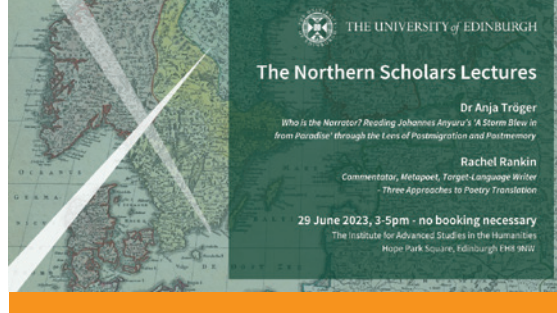 THE UNIVERSITY of EDINBURGH
The Northern Scholars Lectures
Dr Anja Tröger
Who is the Narrator? Reading Johannes Anyuru's 'A Storm Blew in
from Paradise' through the Lens of Postmigration and Postmemory
Rachel Rankin
Commentator, Metapoet, Target-Language Writer
- Three Approaches to Poetry Translation
29 June 2023, 3-5pm - no booking necessary
The Institute for Advanced Studies in the Humanities
Hope Park Square, Edinburgh EH8 9NW